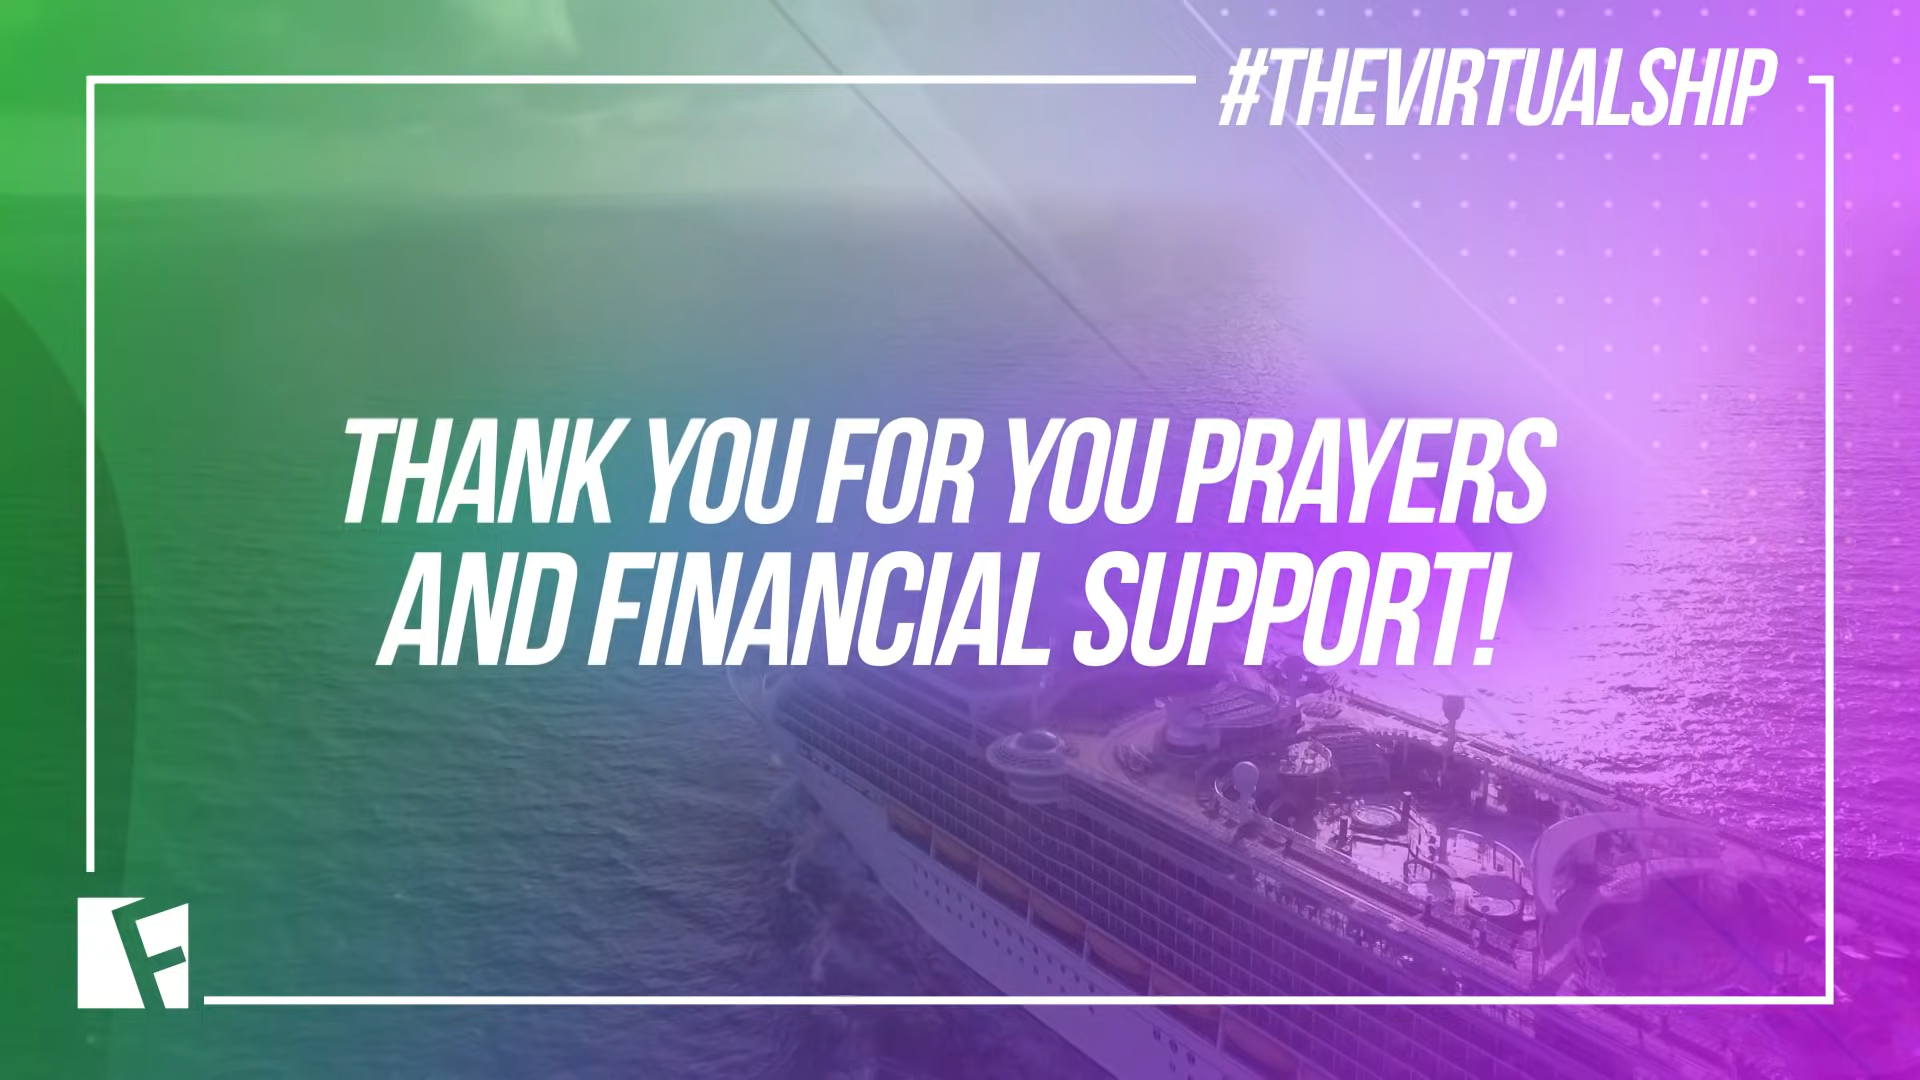 #THEVIRTUALSHIP
THANK YOU FOR YOU PRAYERS
AND FINANCIAL SUPPORT!
F